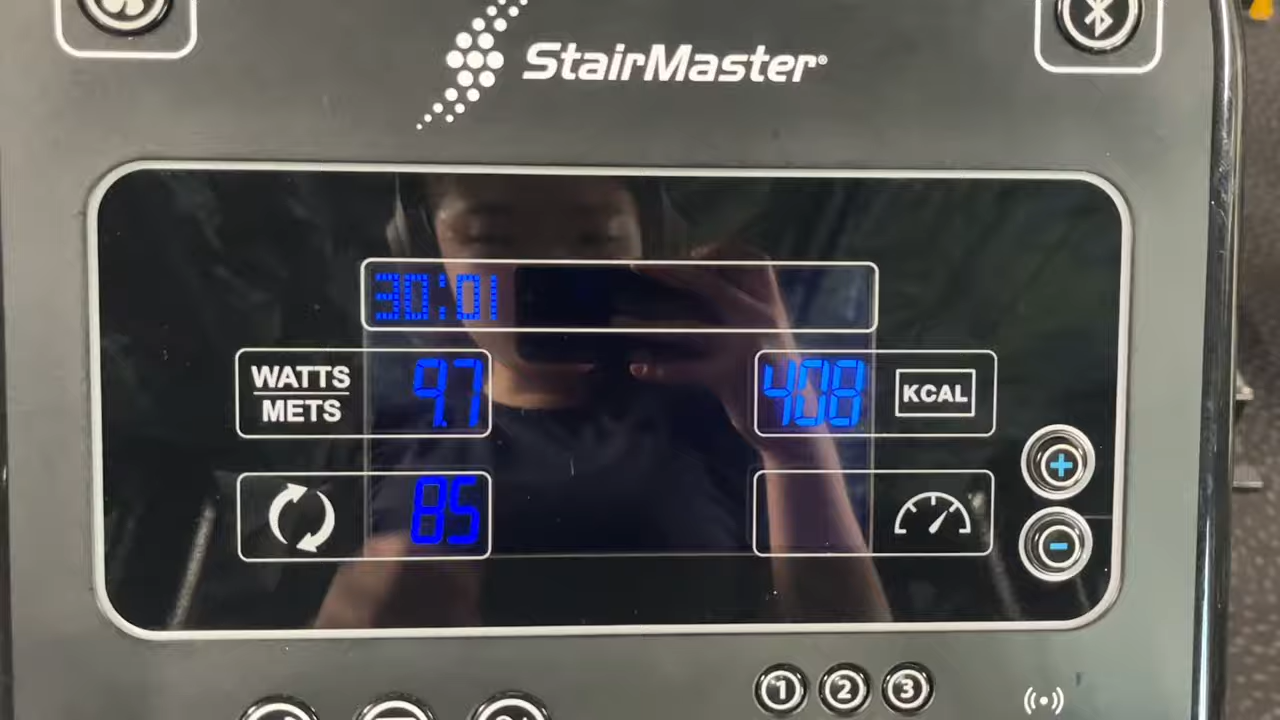 StairMaster®
30:01
WATTS
METS
9.7
408
KCAL
85
+
-
1 2 3